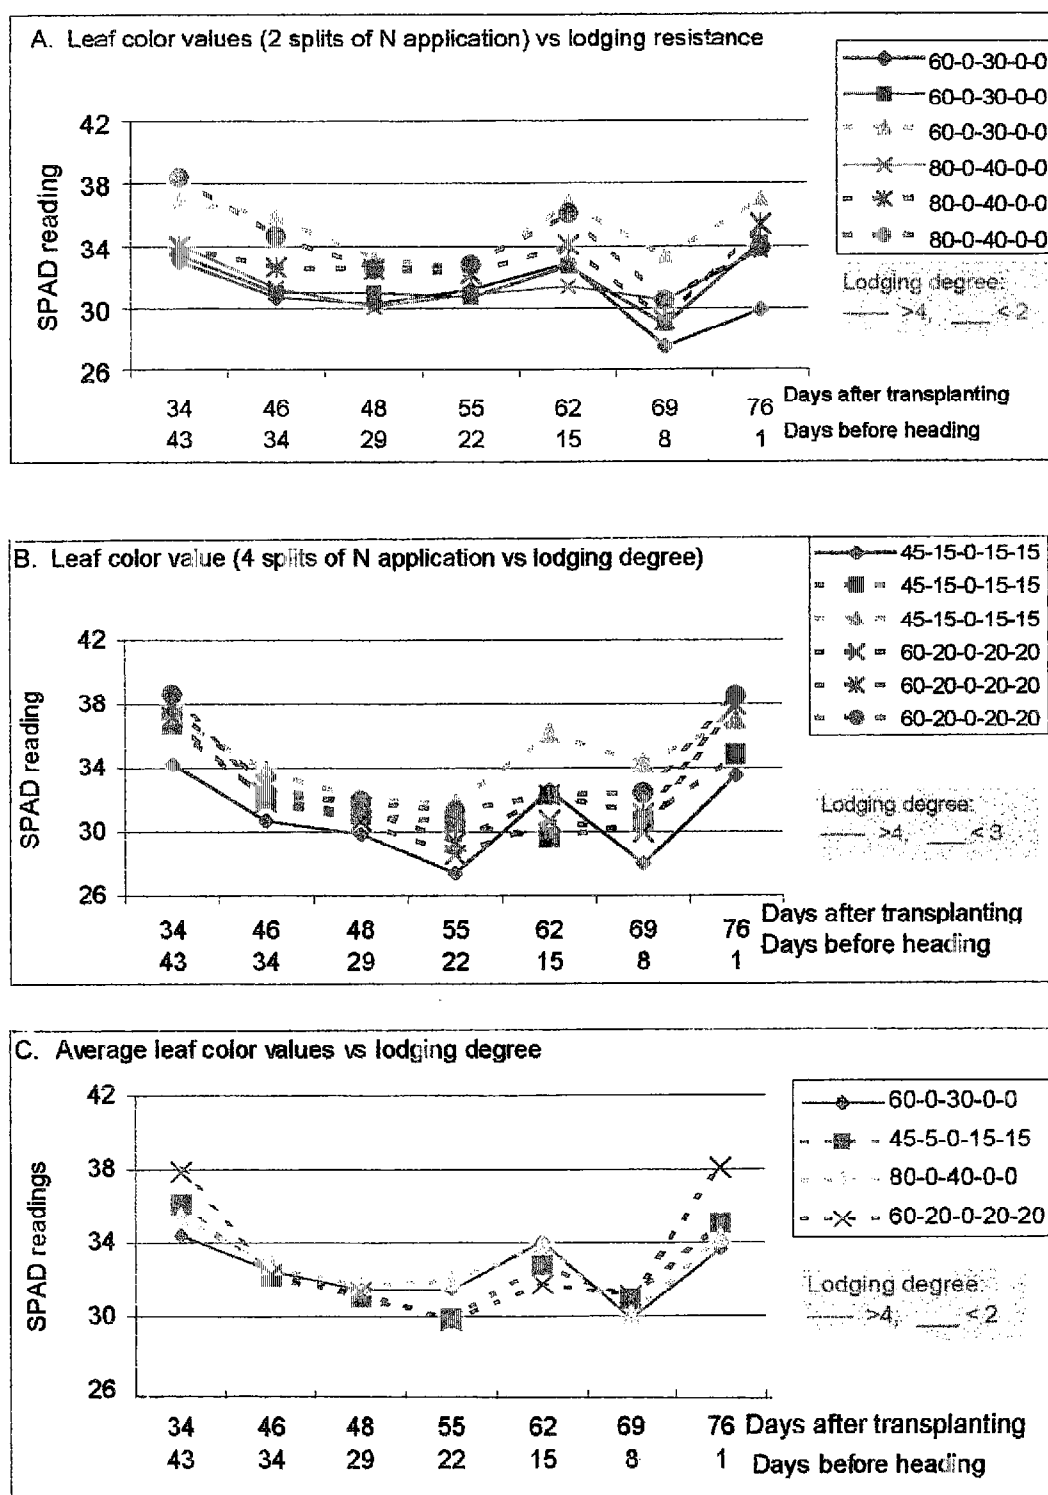 A. Leaf color values (2 splits of N application) vs lodging resistance
60-0-30-0-0
60-0-30-0-0
60-0-30-0-0
80-0-40-0-0
80-0-40-0-0
80-0-40-0-0
Lodging degree:
>4, < 2
SPAD reading
42
38
34
30
26
34 46 48 55 62 69 76 Days after transplanting
43 34 29 22 15 8 1 Days before heading
B. Leaf color value (4 splits of N application vs lodging degree)
45-15-0-15-15
45-15-0-15-15
45-15-0-15-15
60-20-0-20-20
60-20-0-20-20
60-20-0-20-20
Lodging degree:
>4, < 3
SPAD reading
42
38
34
30
26
34 46 48 55 62 69 76 Days after transplanting
43 34 29 22 15 8 1 Days before heading
C. Average leaf color values vs lodging degree
60-0-30-0-0
45-5-0-15-15
80-0-40-0-0
60-20-0-20-20
Lodging degree:
>4, < 2
SPAD readings
42
38
34
30
26
34 46 48 55 62 69 76 Days after transplanting
43 34 29 22 15 8 1 Days before heading